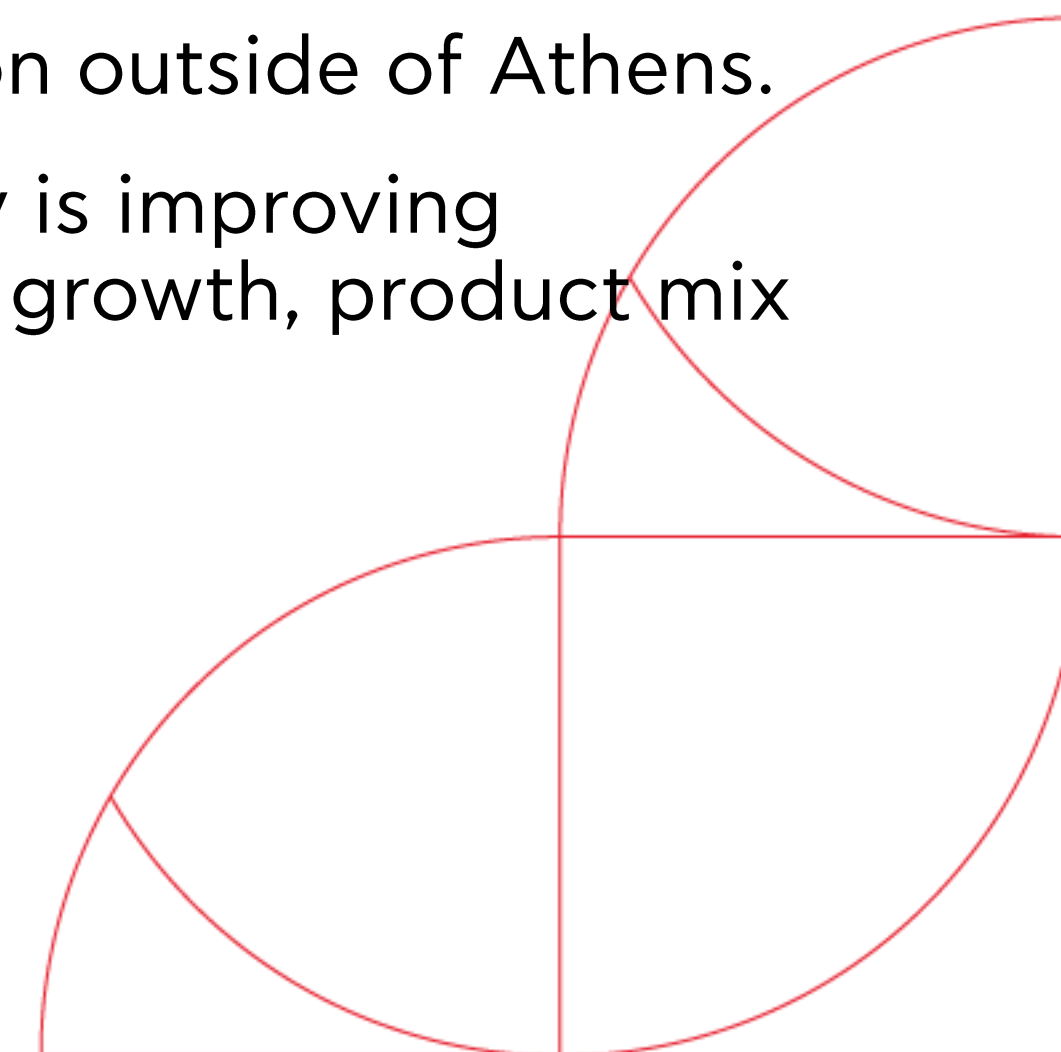 on outside of Athens.
is improving
growth, product mix